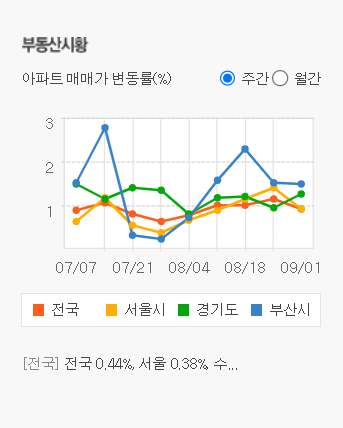 부동산시황
아파트 매매가 변동률(%) 주간 월간
3
2
1
07/07 07/21 08/04 08/18 09/01
전국 서울시 경기도 부산시
[전국] 전국 0.44%, 서울 0.38%, 수...